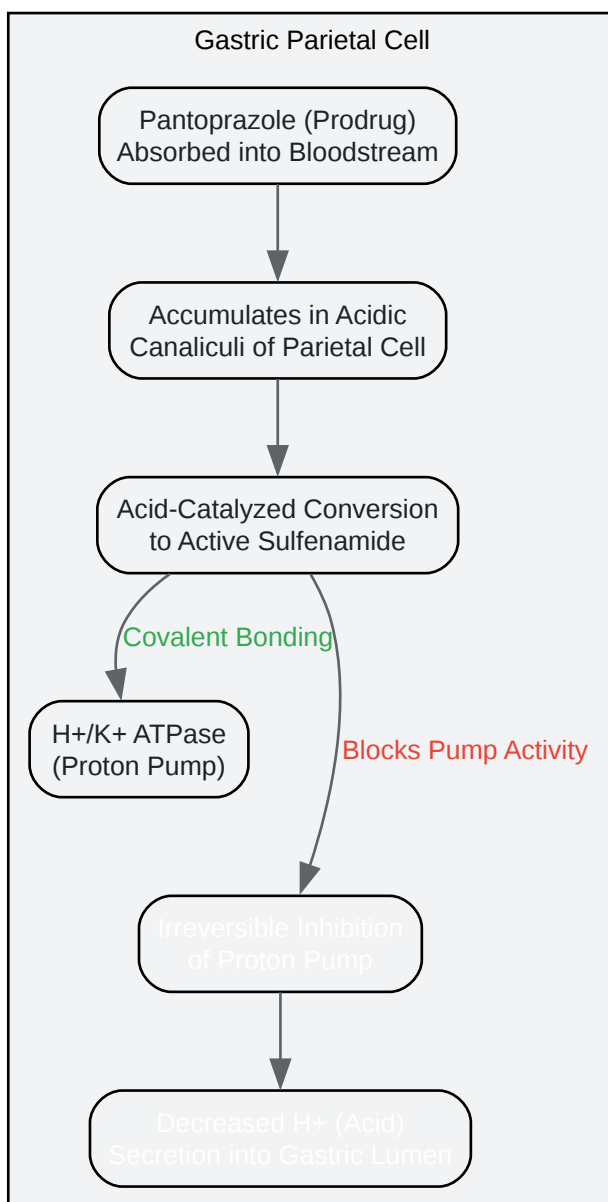 Gastric Parietal Cell
Pantoprazole (Prodrug)
Absorbed into Bloodstream
Accumulates in Acidic
Canaliculi of Parietal Cell
Acid-Catalyzed Conversion
to Active Sulfenamide
Covalent Bonding
H+/K+ ATPase
(Proton Pump)
Blocks Pump Activity
Irreversible Inhibition
of Proton Pump
Decreased H+ (Acid)
Secretion into Gastric Lumen